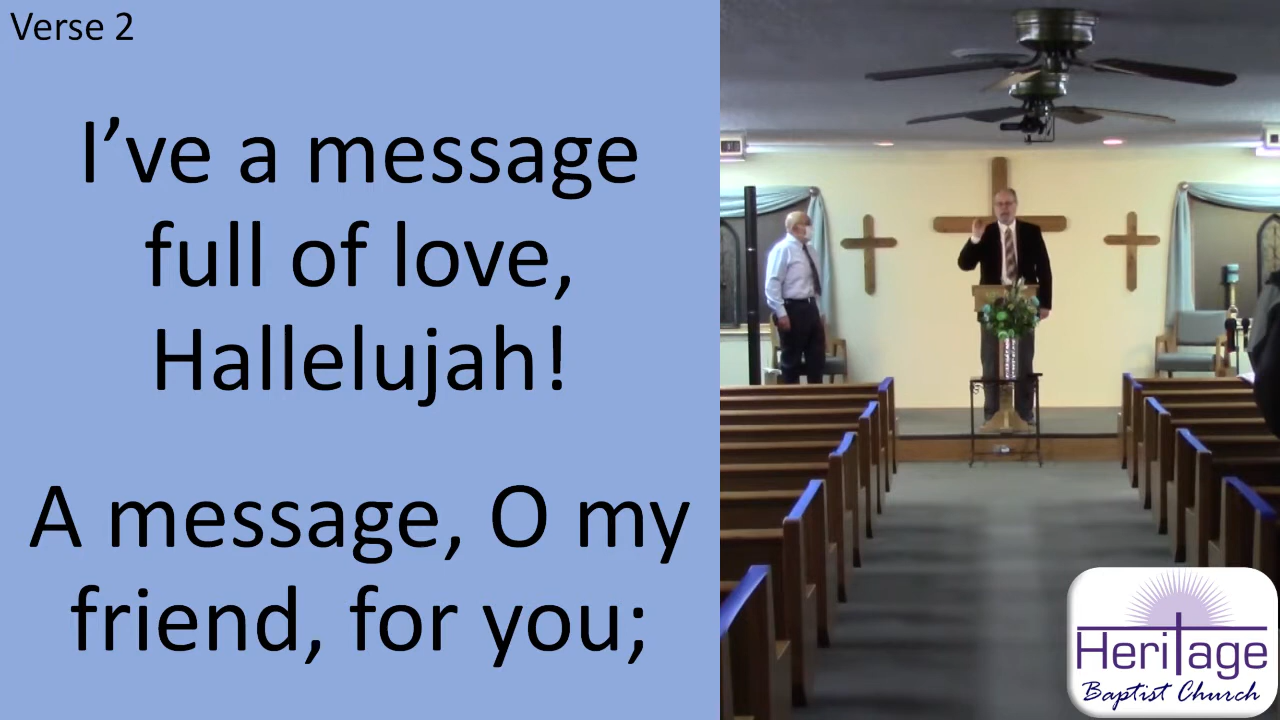 Verse 2
I’ve a message
full of love,
Hallelujah!
A message, O my
friend, for you;
Heritage
Baptist Church